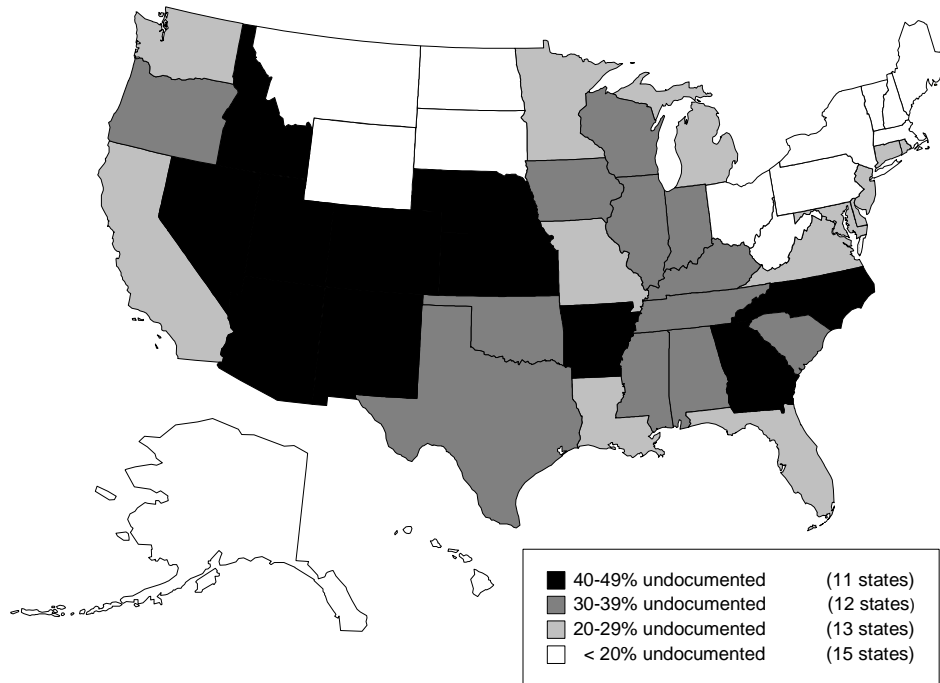 40-49% undocumented (11 states)
30-39% undocumented (12 states)
20-29% undocumented (13 states)
< 20% undocumented (15 states)